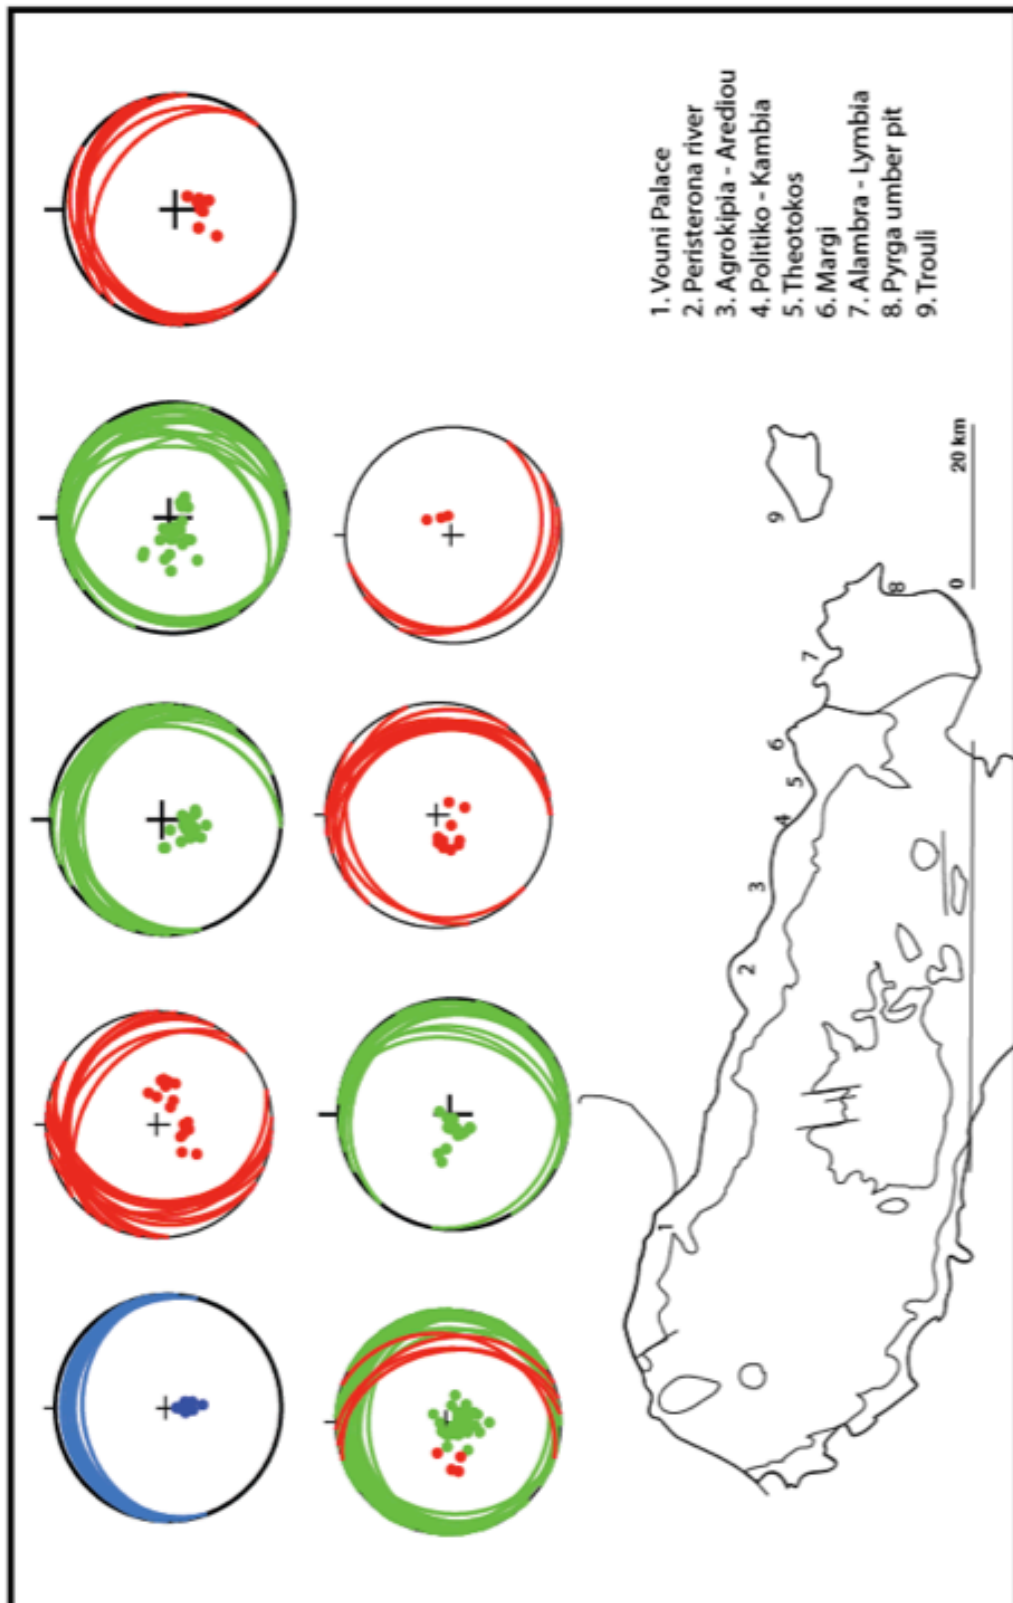 1. Vouni Palace
2. Peristerona river
3. Agrokipia - Arediou
4. Politiko - Kambia
5. Theotokos
6. Margi
7. Alambra - Lymbia
8. Pyrga umber pit
9. Trouli
1
2
3
4
5
6
7
8
9
0 20 km